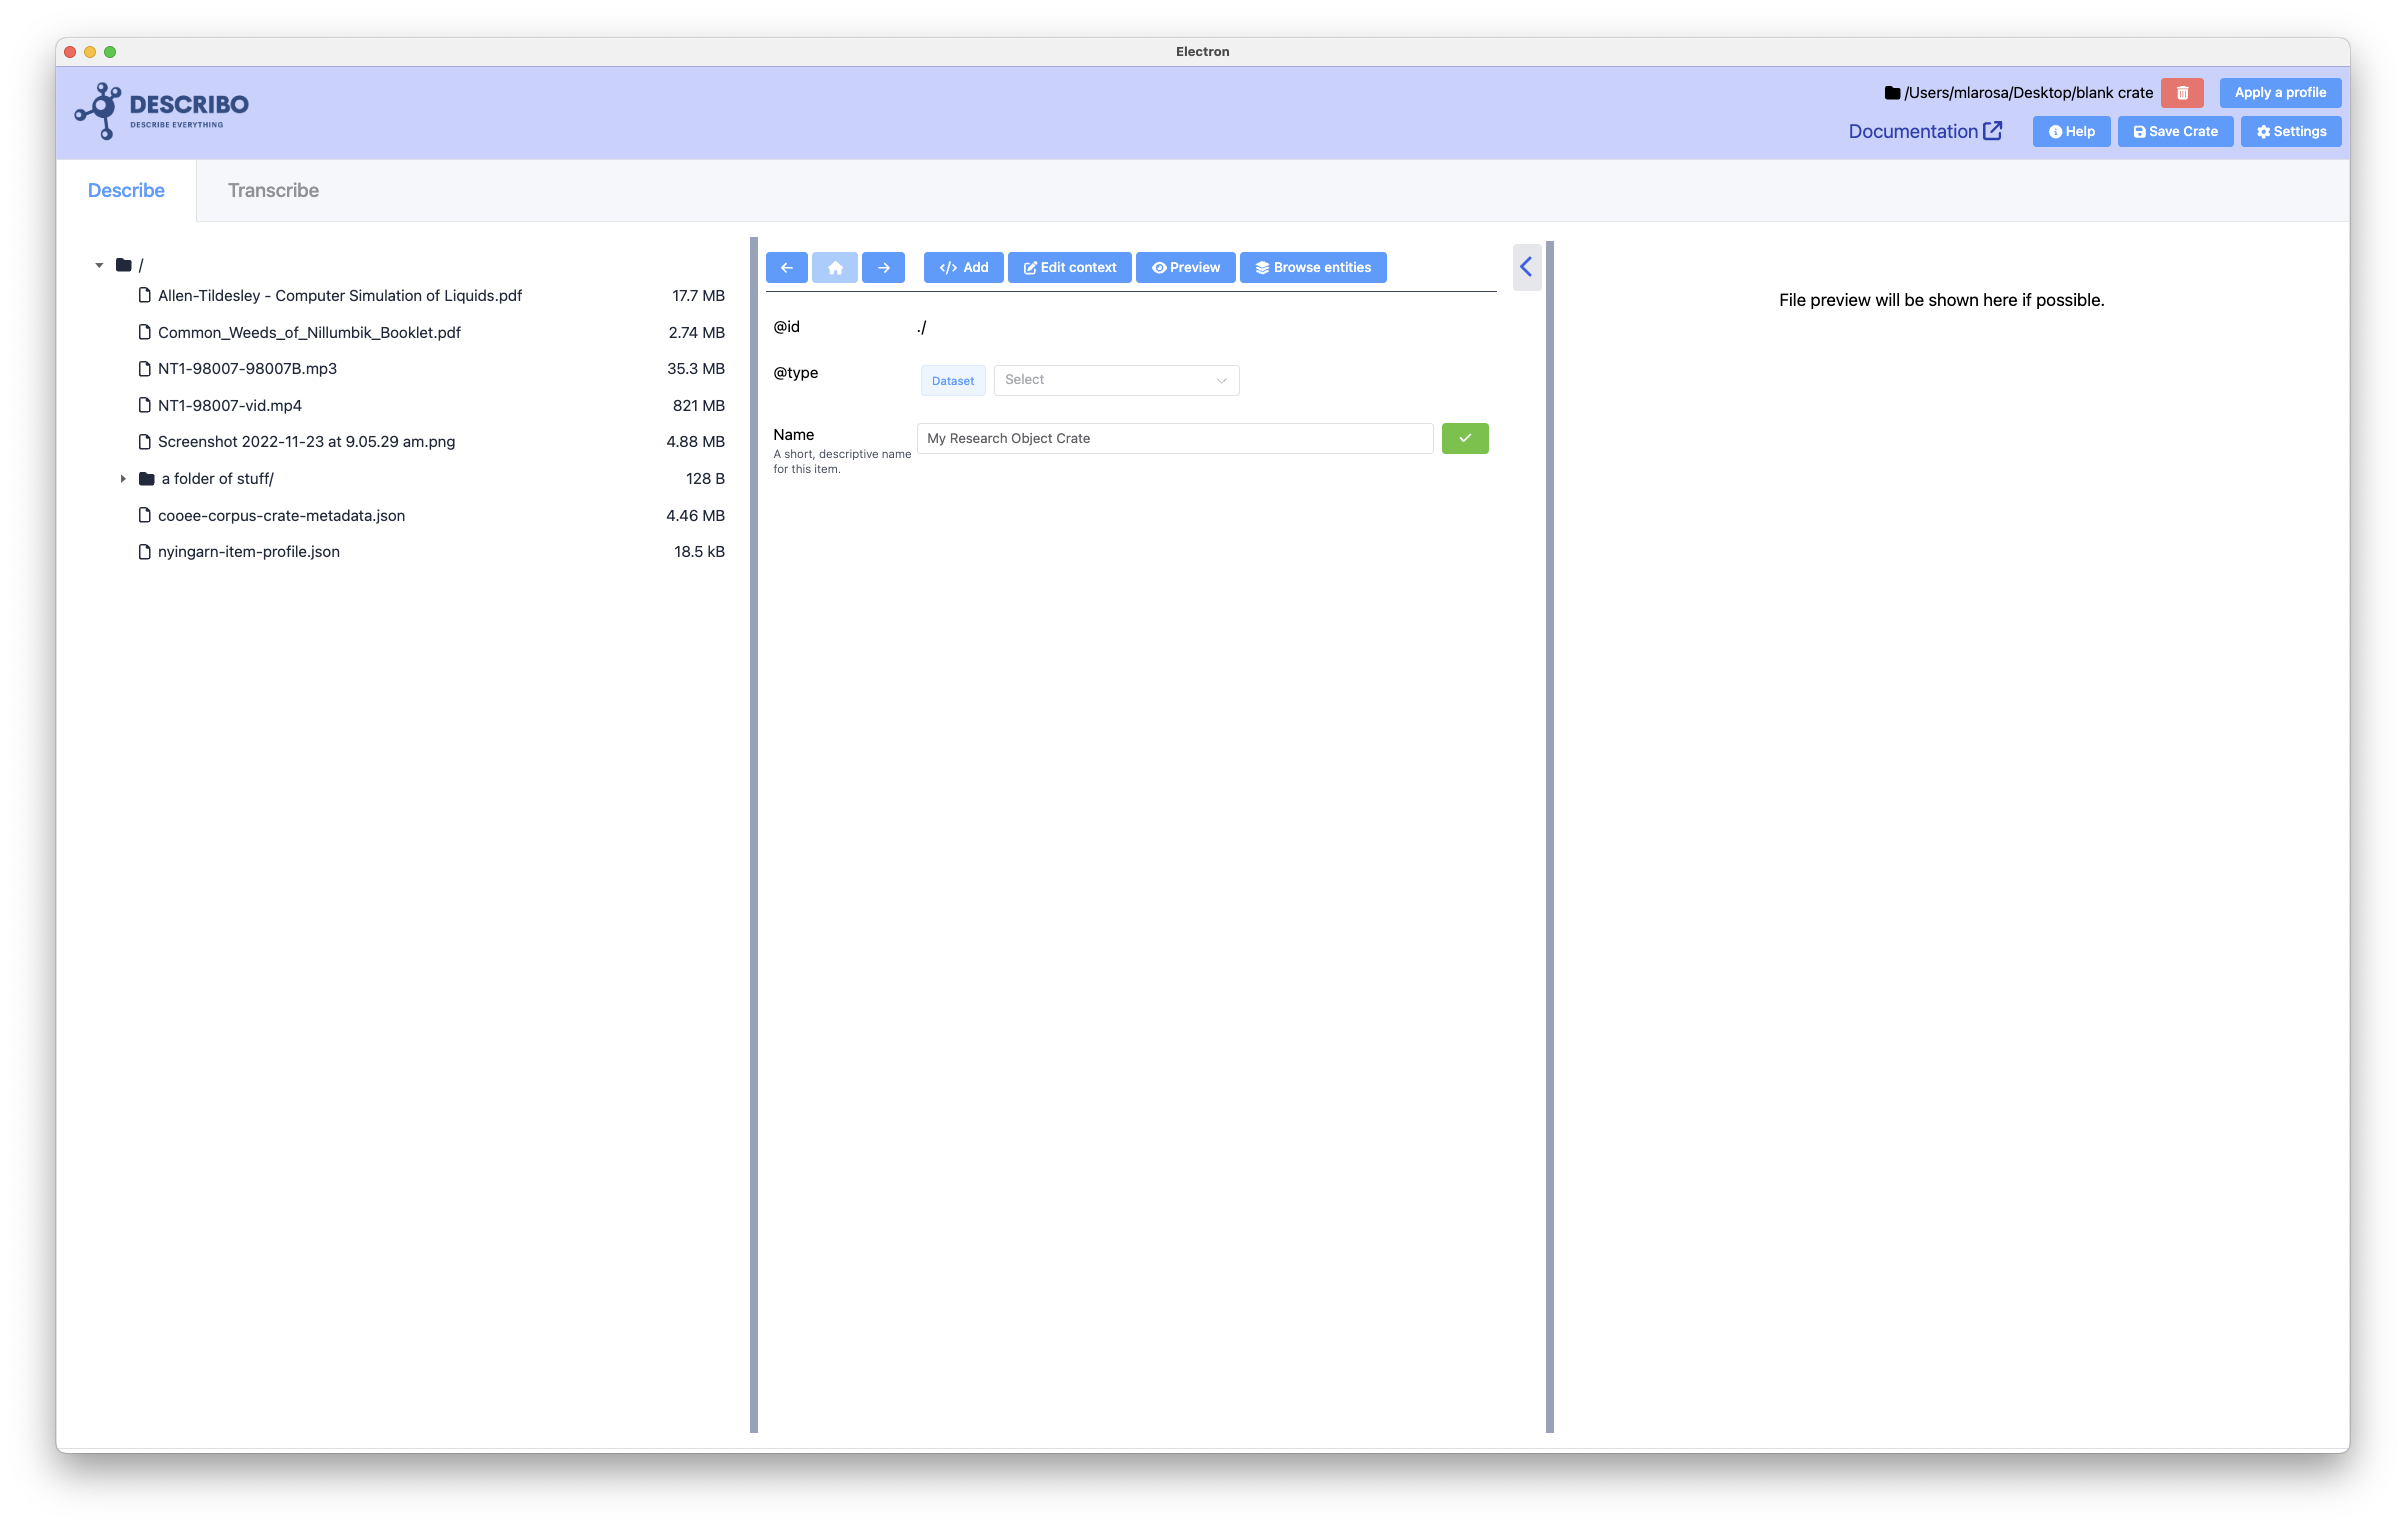 Electron
DESCRIBO
DESCRIBE EVERYTHING
/Users/mlarosa/Desktop/blank crate
Apply a profile
Documentation
Help
Save Crate
Settings
Describe
Transcribe
/
Allen-Tildesley - Computer Simulation of Liquids.pdf 17.7 MB
Common_Weeds_of_Nillumbik_Booklet.pdf 2.74 MB
NT1-98007-98007B.mp3 35.3 MB
NT1-98007-vid.mp4 821 MB
Screenshot 2022-11-23 at 9.05.29 am.png 4.88 MB
a folder of stuff/ 128 B
cooee-corpus-crate-metadata.json 4.46 MB
nyingarn-item-profile.json 18.5 kB
</> Add
Edit context
Preview
Browse entities
@id ./
@type Dataset Select
Name My Research Object Crate
A short, descriptive name
for this item.
File preview will be shown here if possible.